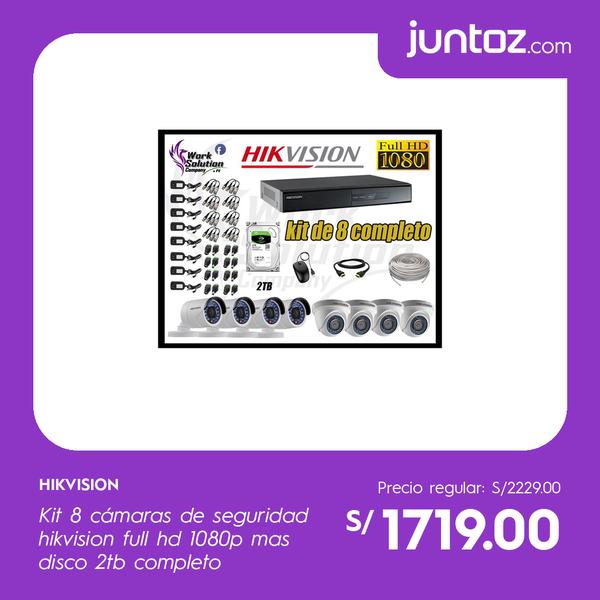 juntoz.com
Work
Solution
Company
HIKVISION
Full HD
1080
kit de 8 completo
2TB
HIKVISION
Kit 8 cámaras de seguridad
hikvision full hd 1080p mas
disco 2tb completo
Precio regular: S/2229.00
S/ 1719.00